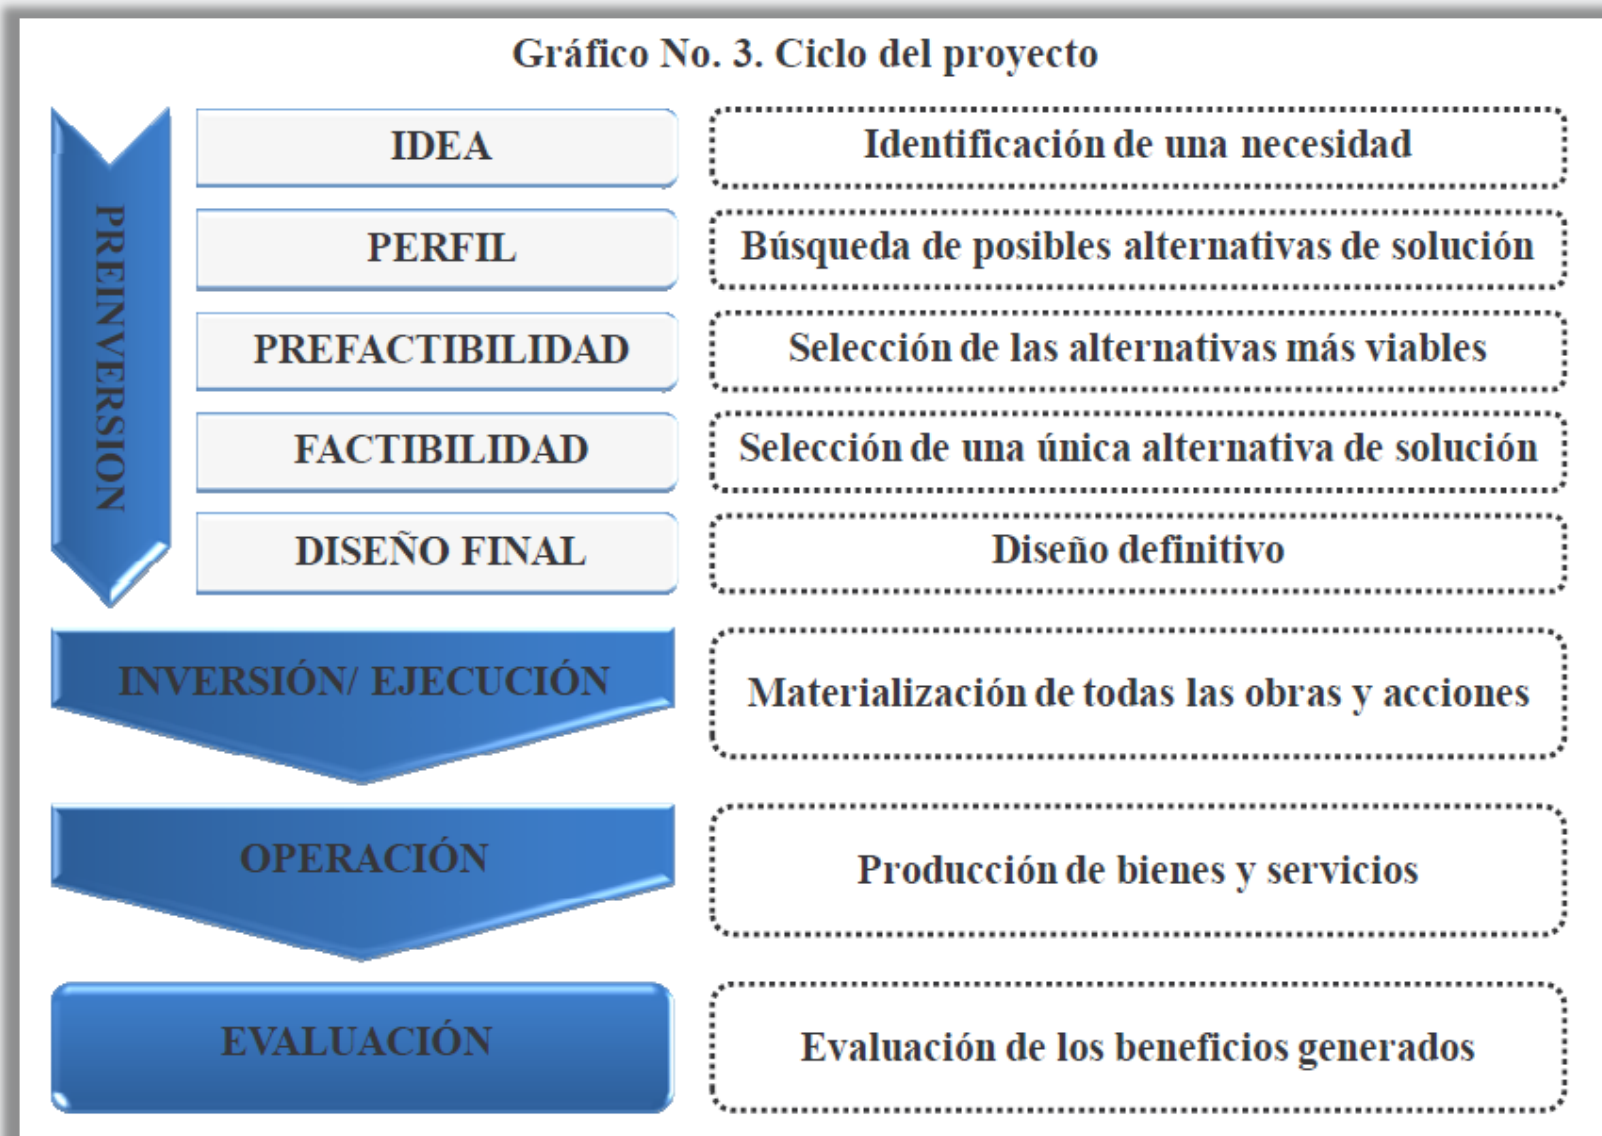 Gráfico No. 3. Ciclo del proyecto
PREINVERSION
IDEA
Identificación de una necesidad
PERFIL
Búsqueda de posibles alternativas de solución
PREFACTIBILIDAD
Selección de las alternativas más viables
FACTIBILIDAD
Selección de una única alternativa de solución
DISEÑO FINAL
Diseño definitivo
INVERSIÓN/ EJECUCIÓN
Materialización de todas las obras y acciones
OPERACIÓN
Producción de bienes y servicios
EVALUACIÓN
Evaluación de los beneficios generados